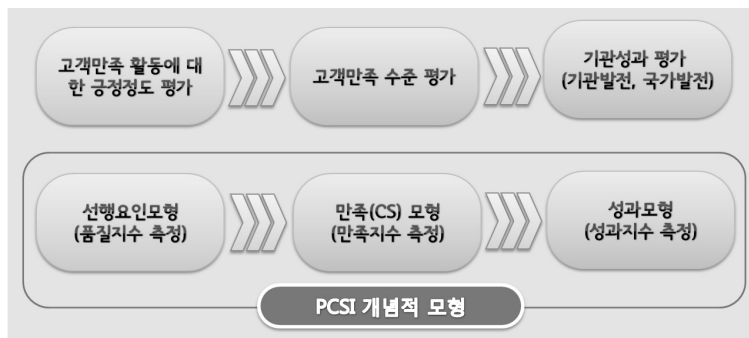 고객만족 활동에 대
한 긍정정도 평가
고객만족 수준 평가
기관성과 평가
(기관발전, 국가발전)
선행요인모형
(품질지수 측정)
만족(CS) 모형
(만족지수 측정)
성과모형
(성과지수 측정)
PCSI 개념적 모형